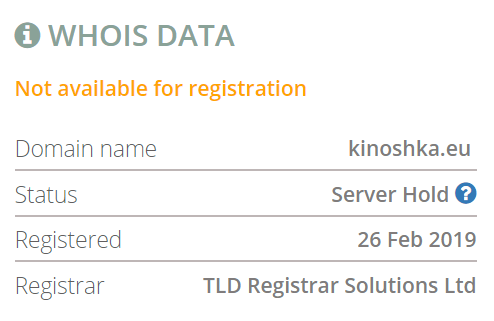 WHOIS DATA
Not available for registration
Domain name kinoshka.eu
Status Server Hold ?
Registered 26 Feb 2019
Registrar TLD Registrar Solutions Ltd